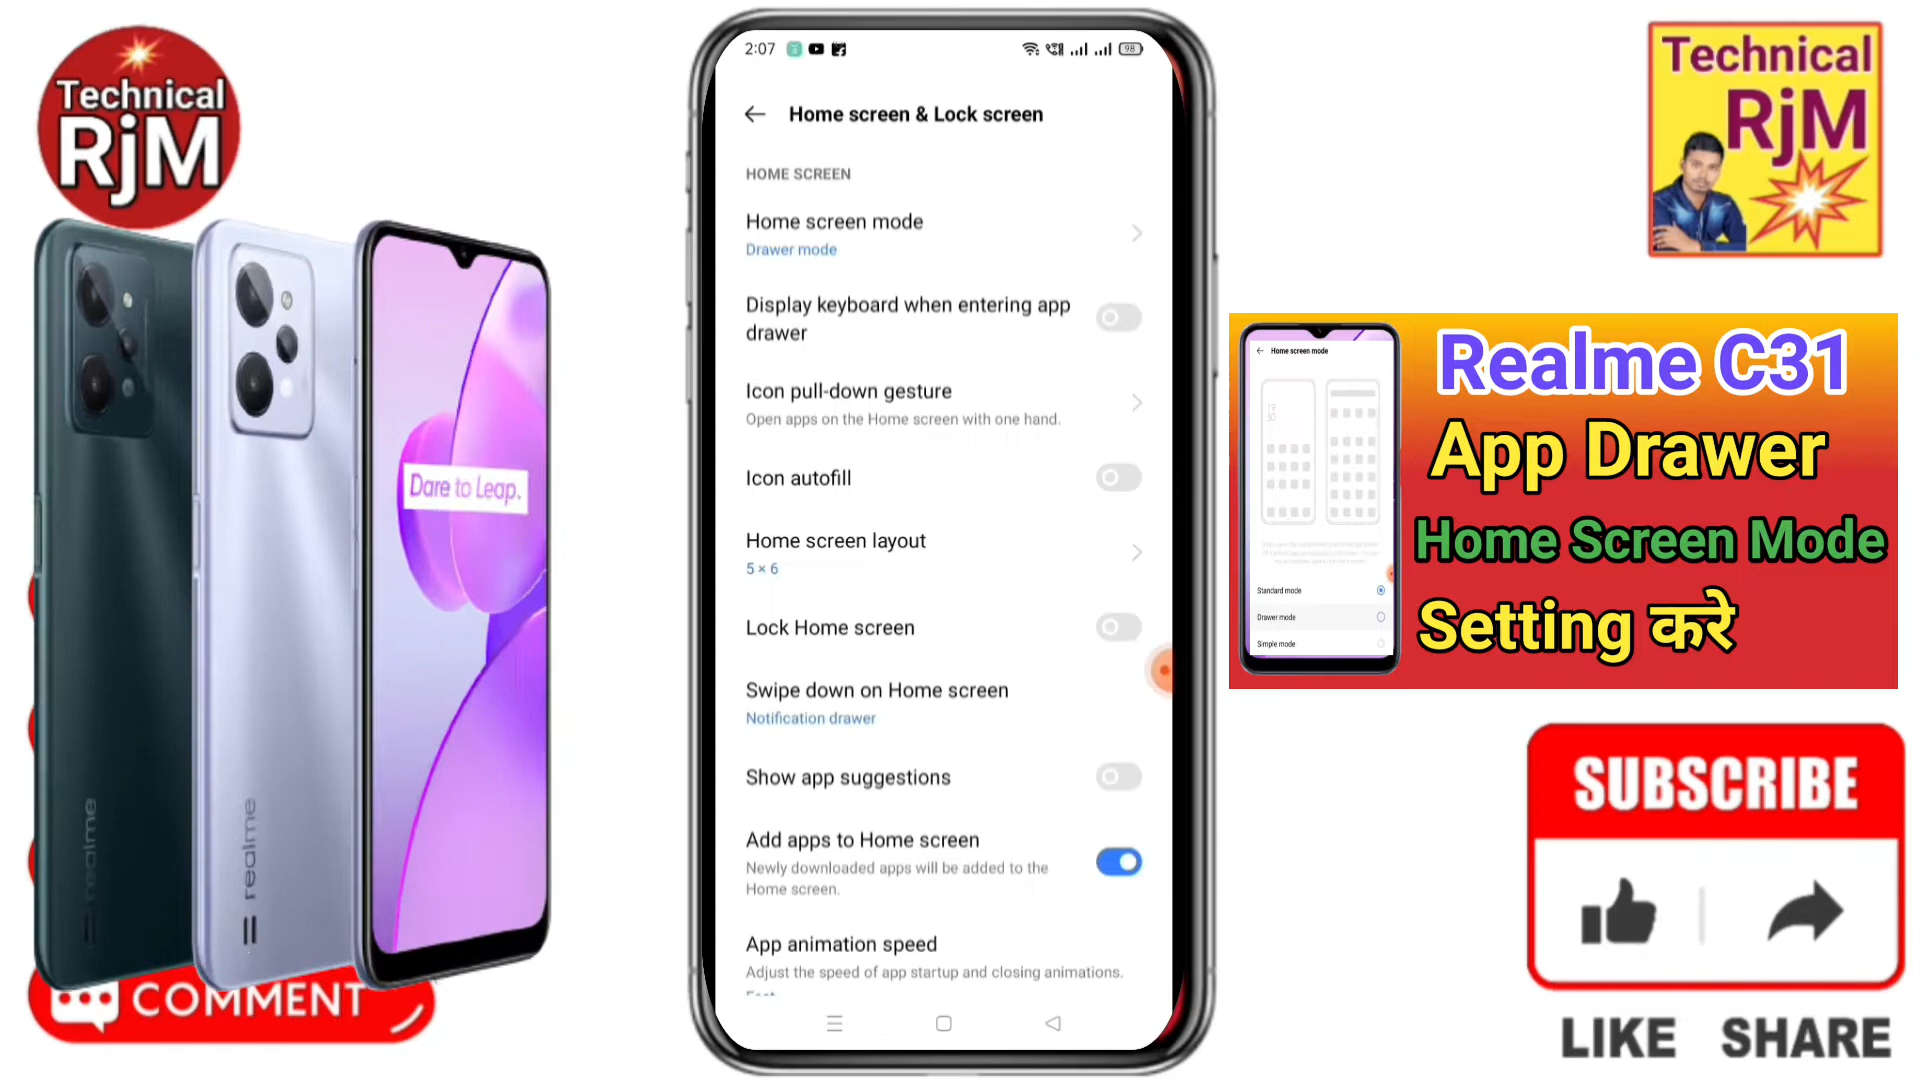 Technical
RjM
Dare to Leap.
realme
realme
COMMENT
2:07
98
Home screen & Lock screen
HOME SCREEN
Home screen mode
Drawer mode
Display keyboard when entering app
drawer
Icon pull-down gesture
Open apps on the Home screen with one hand.
Icon autofill
Home screen layout
5 × 6
Lock Home screen
Swipe down on Home screen
Notification drawer
Show app suggestions
Add apps to Home screen
Newly downloaded apps will be added to the
Home screen.
App animation speed
Adjust the speed of app startup and closing animations.
Technical
RjM
Home screen mode
Standard mode
Drawer mode
Simple mode
Realme C31
App Drawer
Home Screen Mode
Setting करे
SUBSCRIBE
LIKE SHARE